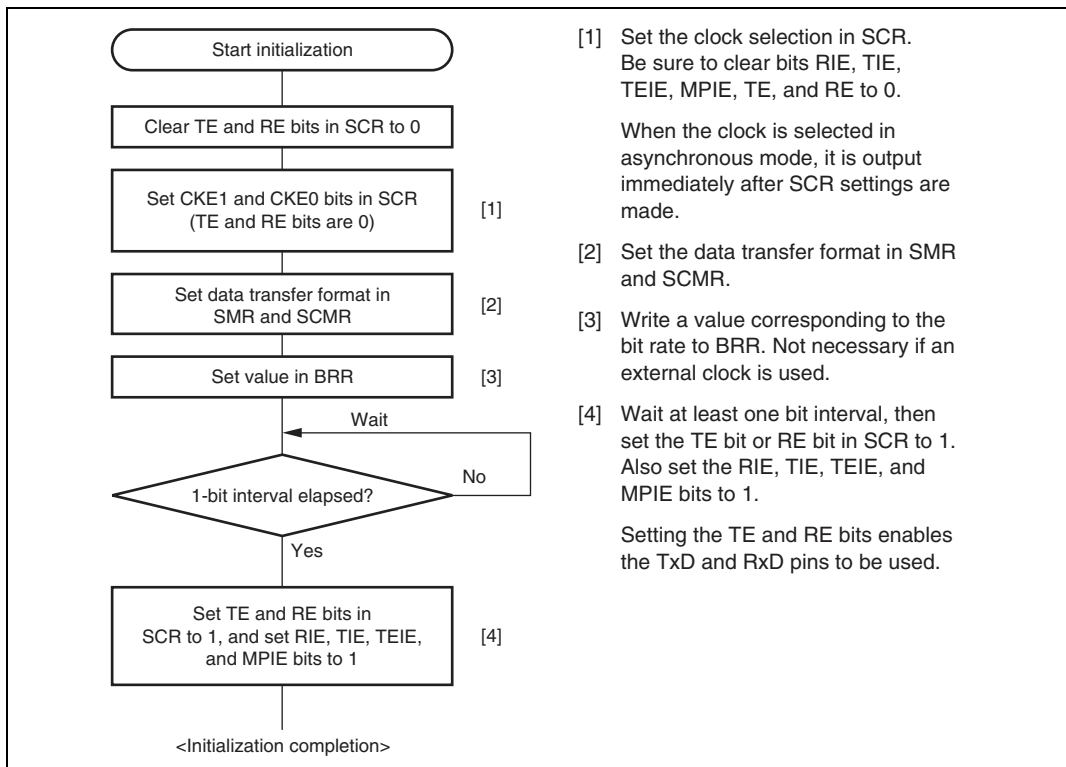 Start initialization
Clear TE and RE bits in SCR to 0
Set CKE1 and CKE0 bits in SCR
(TE and RE bits are 0)
[1]
Set data transfer format in
SMR and SCMR
[2]
Set value in BRR
[3]
Wait
1-bit interval elapsed?
No
Yes
Set TE and RE bits in
SCR to 1, and set RIE, TIE, TEIE,
and MPIE bits to 1
[4]
<Initialization completion>
[1] Set the clock selection in SCR.
Be sure to clear bits RIE, TIE,
TEIE, MPIE, TE, and RE to 0.
When the clock is selected in
asynchronous mode, it is output
immediately after SCR settings are
made.
[2] Set the data transfer format in SMR
and SCMR.
[3] Write a value corresponding to the
bit rate to BRR. Not necessary if an
external clock is used.
[4] Wait at least one bit interval, then
set the TE bit or RE bit in SCR to 1.
Also set the RIE, TIE, TEIE, and
MPIE bits to 1.
Setting the TE and RE bits enables
the TxD and RxD pins to be used.